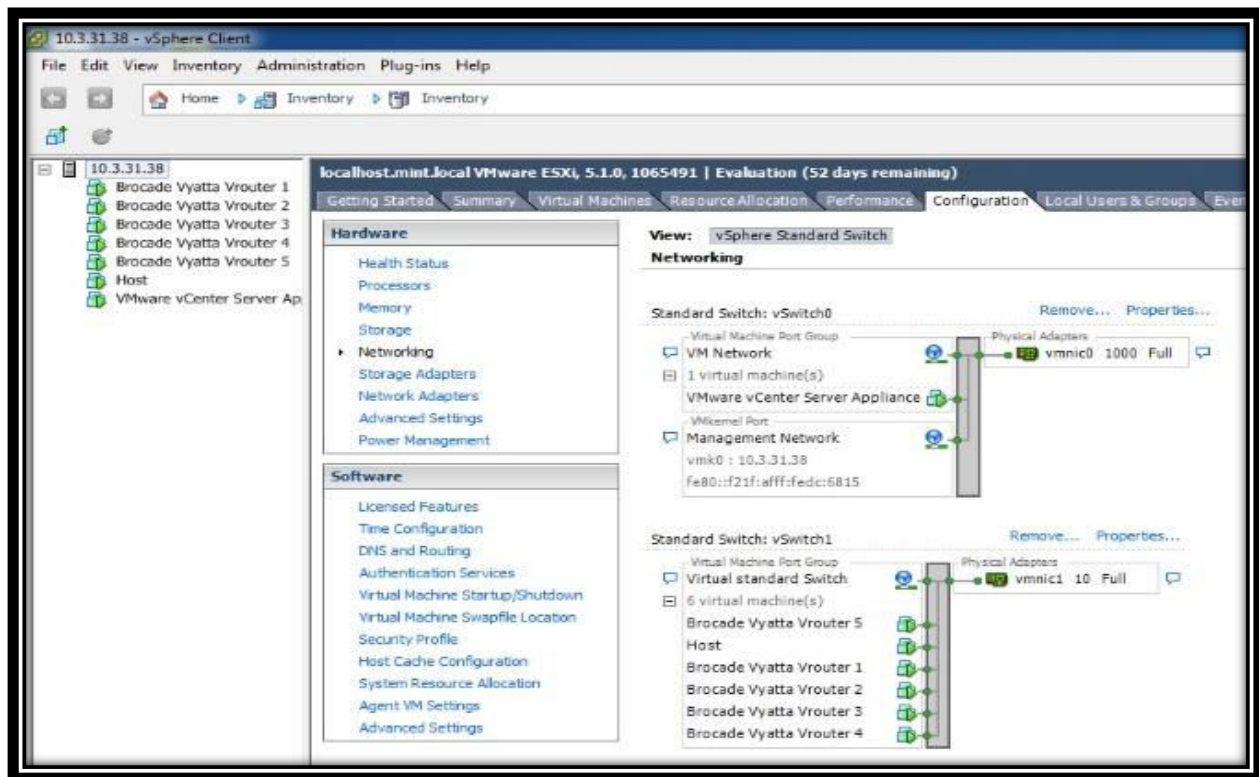 10.3.31.38 - vSphere Client
File Edit View Inventory Administration Plug-ins Help
Home Inventory Inventory
10.3.31.38
Brocade Vyatta Vrouter 1
Brocade Vyatta Vrouter 2
Brocade Vyatta Vrouter 3
Brocade Vyatta Vrouter 4
Brocade Vyatta Vrouter 5
Host
VMware vCenter Server Ap
localhost.mint.local VMware ESXi, 5.1.0, 1065491 | Evaluation (52 days remaining)
Getting Started Summary Virtual Machines Resource Allocation Performance Configuration Local Users & Groups Even
Hardware
Health Status
Processors
Memory
Storage
Networking
Storage Adapters
Network Adapters
Advanced Settings
Power Management
Software
Licensed Features
Time Configuration
DNS and Routing
Authentication Services
Virtual Machine Startup/Shutdown
Virtual Machine Swapfile Location
Security Profile
Host Cache Configuration
System Resource Allocation
Agent VM Settings
Advanced Settings
View: vSphere Standard Switch
Networking
Standard Switch: vSwitch0 Remove... Properties...
Virtual Machine Port Group Physical Adapters
VM Network vmnic0 1000 Full
1 virtual machine(s)
VMware vCenter Server Appliance
VMkernel Port
Management Network
vmk0 : 10.3.31.38
fe80::f21f:afff:fedc:6815
Standard Switch: vSwitch1 Remove... Properties...
Virtual Machine Port Group Physical Adapters
Virtual standard Switch vmnic1 10 Full
6 virtual machine(s)
Brocade Vyatta Vrouter 5
Host
Brocade Vyatta Vrouter 1
Brocade Vyatta Vrouter 2
Brocade Vyatta Vrouter 3
Brocade Vyatta Vrouter 4